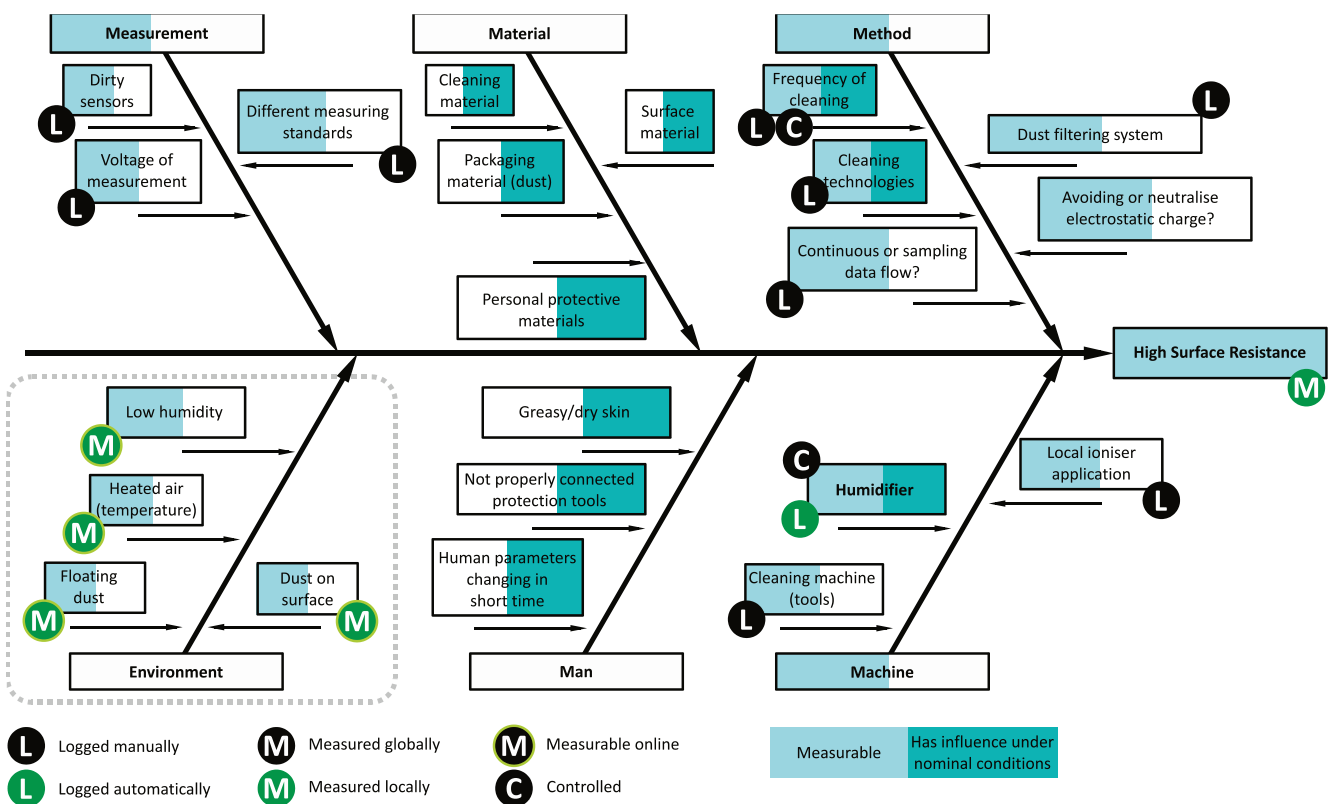 Measurement
Dirty
sensors
L
Different measuring
standards
L
Voltage of
measurement
L
Material
Cleaning
material
Surface
material
Packaging
material (dust)
Personal protective
materials
Method
Frequency of
cleaning
L
C
L
Dust filtering system
Cleaning
technologies
L
Avoiding or neutralise
electrostatic charge?
Continuous or sampling
data flow?
L
High Surface Resistance
M
Low humidity
M
Heated air
(temperature)
M
Floating
dust
M
Dust on
surface
M
Environment
Greasy/dry skin
Not properly connected
protection tools
Human parameters
changing in
short time
Man
C
Humidifier
L
Local ioniser
application
L
Cleaning machine
(tools)
L
Machine
L Logged manually
M Measured globally
M Measurable online
L Logged automatically
M Measured locally
C Controlled
Measurable
Has influence under
nominal conditions